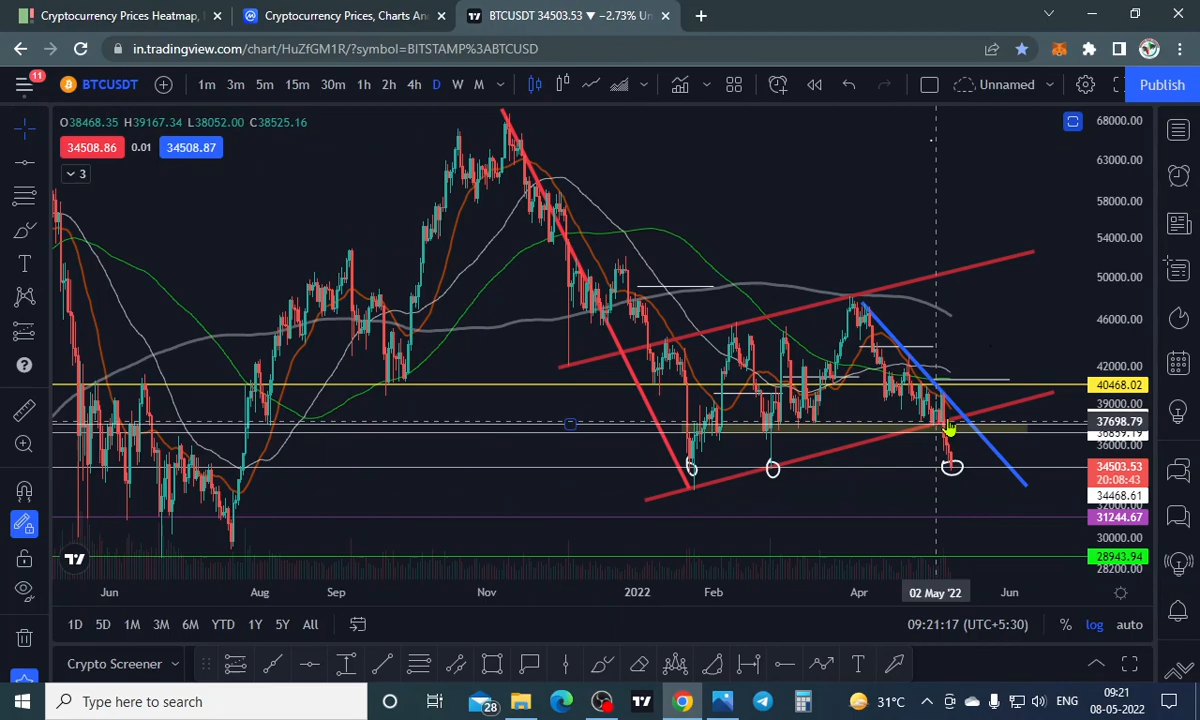 Cryptocurrency Prices Heatmap,
Cryptocurrency Prices, Charts An
BTCUSDT 34503.53 ▼ −2.73% Un
in.tradingview.com/chart/HuZfGM1R/?symbol=BITSTAMP%3ABTCUSD
11
BTCUSDT
1m 3m 5m 15m 30m 1h 2h 4h D W M
Unnamed
Publish
O38468.35 H39167.34 L38052.00 C38525.16
34508.86 0.01 34508.87
3
68000.00
63000.00
58000.00
54000.00
50000.00
46000.00
42000.00
40468.02
39000.00
37698.79
36000.00
34503.53
20:08:43
34468.61
31244.67
30000.00
28943.94
28200.00
Jun Aug Sep Nov 2022 Feb Apr 02 May '22 Jun
1D 5D 1M 3M 6M YTD 1Y 5Y All
09:21:17 (UTC+5:30) % log auto
Crypto Screener
Type here to search
28
31°C
ENG
09:21
08-05-2022